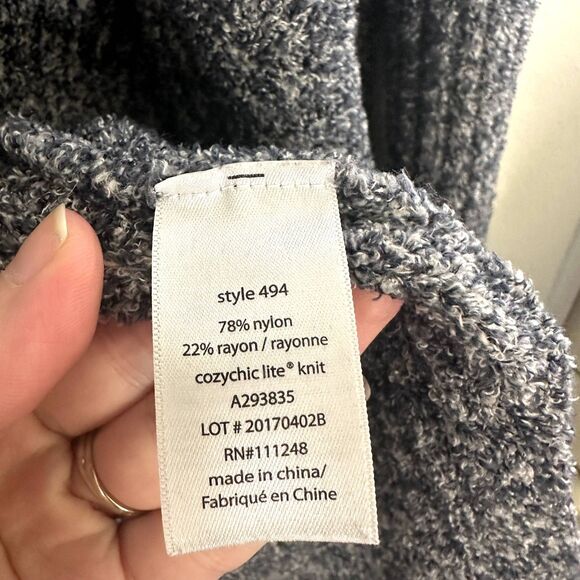 style 494
78% nylon
22% rayon / rayonne
cozychic lite® knit
A293835
LOT # 20170402B
RN#111248
made in china/
Fabriqué en Chine